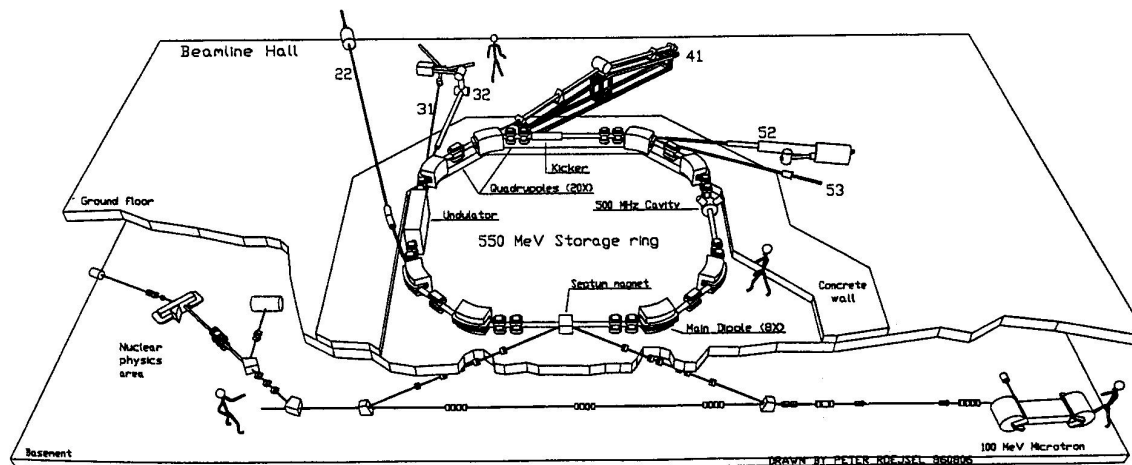 Beamline Hall
22
31
32
41
52
53
Kicker
Quadrupoles (20X)
Ground floor
Undulator
500 MHz Cavity
550 MeV Storage ring
Septum magnet
Concrete
wall
Main Dipole (8X)
Nuclear
physics
area
Basement
100 MeV Microtron
DRAWN BY PETER ROEJSEL 860806